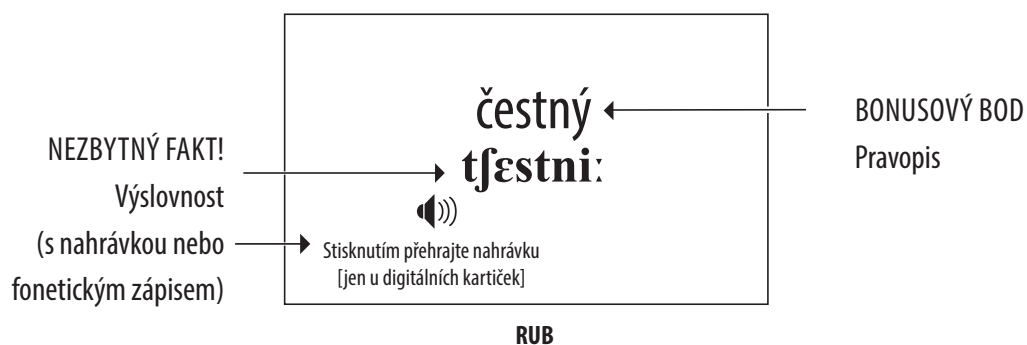 čestný
tʃɛstniː
Stisknutím přehrajte nahrávku
[jen u digitálních kartiček]
NEZBYTNÝ FAKT!
Výslovnost
(s nahrávkou nebo
fonetickým zápisem)
BONUSOVÝ BOD
Pravopis
RUB